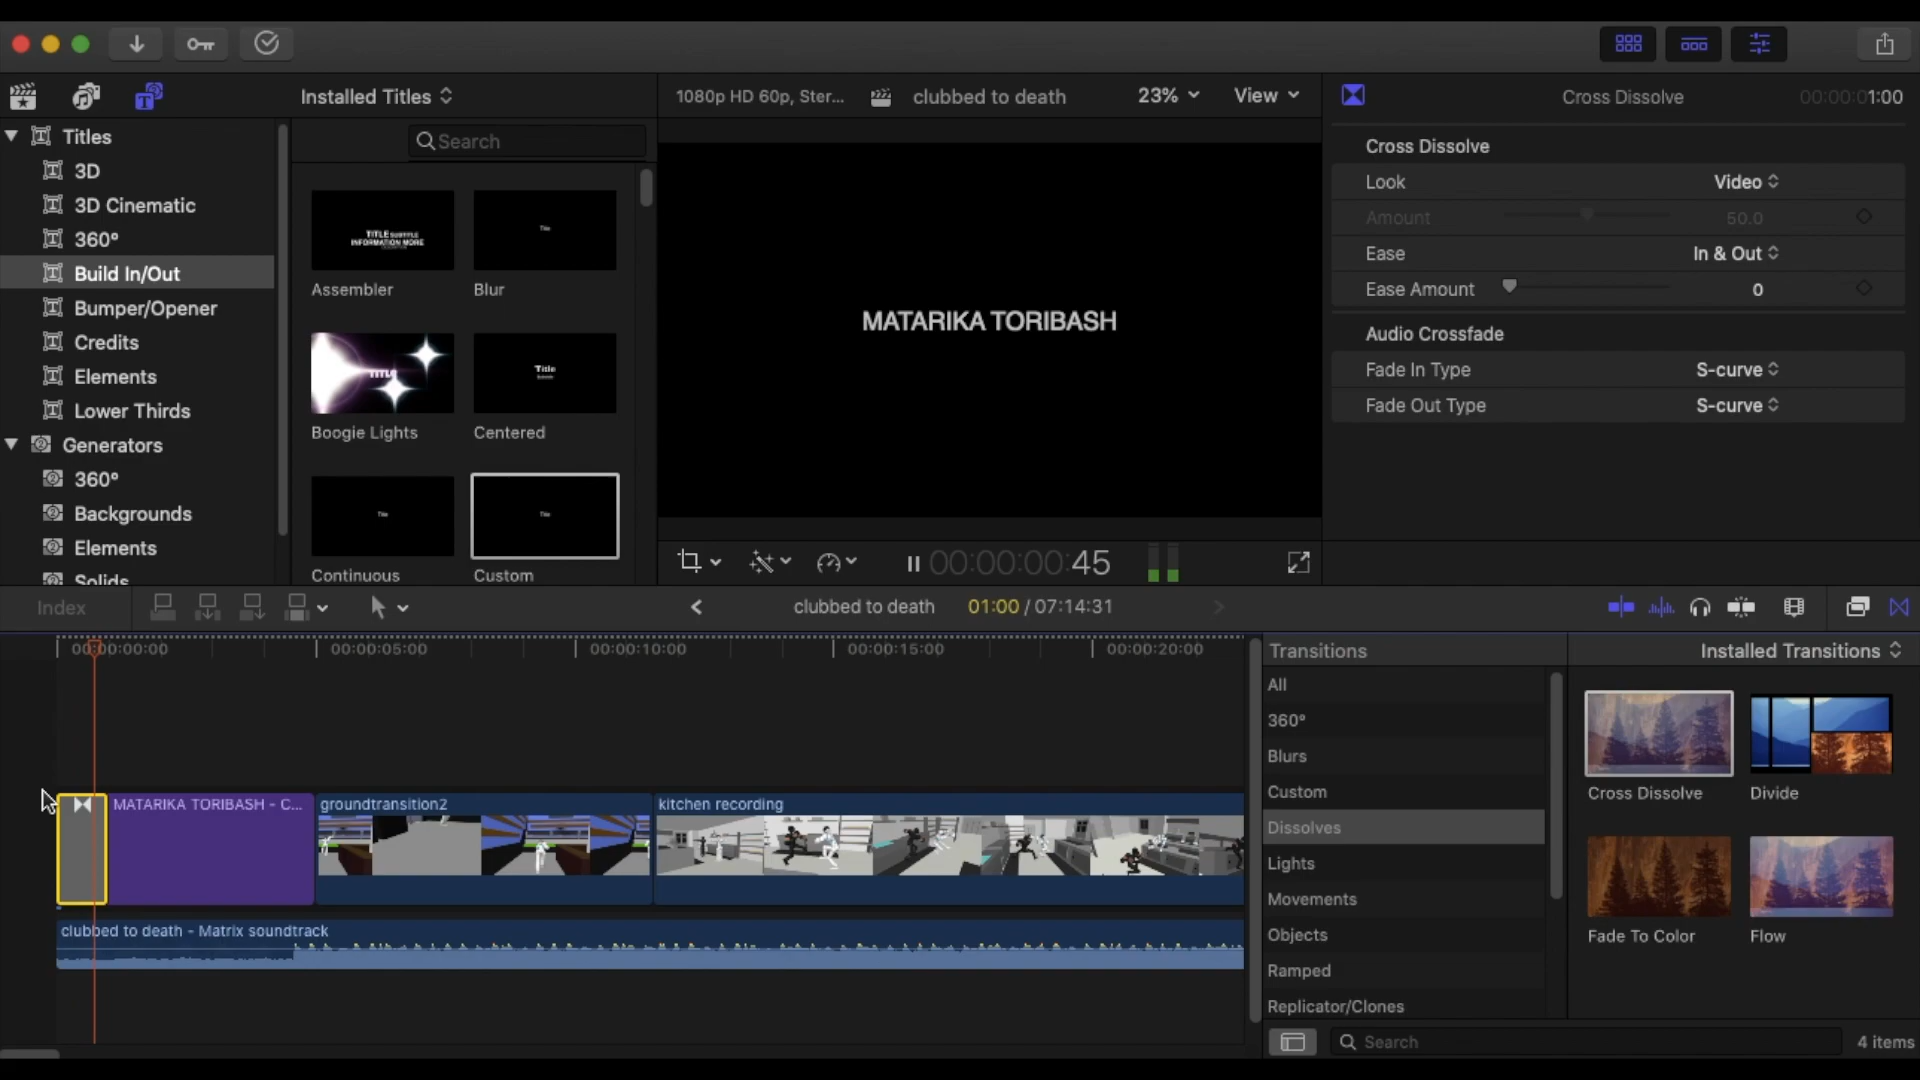 Installed Titles
1080p HD 60p, Ster...
clubbed to death
23%
View
Cross Dissolve
00:00:01:00
Titles
3D
3D Cinematic
360°
Build In/Out
Bumper/Opener
Credits
Elements
Lower Thirds
Generators
360°
Backgrounds
Elements
Solids
Search
TITLE SUBTITLE
INFORMATION MORE
Assembler
Title
Blur
TITLE
Boogie Lights
Title
Centered
Title
Continuous
Title
Custom
MATARIKA TORIBASH
00:00:00:45
Cross Dissolve
Look
Video
Amount
50.0
Ease
In & Out
Ease Amount
0
Audio Crossfade
Fade In Type
S-curve
Fade Out Type
S-curve
Index
clubbed to death
01:00 / 07:14:31
00:00:00:00
00:00:05:00
00:00:10:00
00:00:15:00
00:00:20:00
MATARIKA TORIBASH - C...
groundtransition2
kitchen recording
clubbed to death - Matrix soundtrack
Transitions
Installed Transitions
All
360°
Blurs
Custom
Dissolves
Lights
Movements
Objects
Ramped
Replicator/Clones
Cross Dissolve
Divide
Fade To Color
Flow
Search
4 items